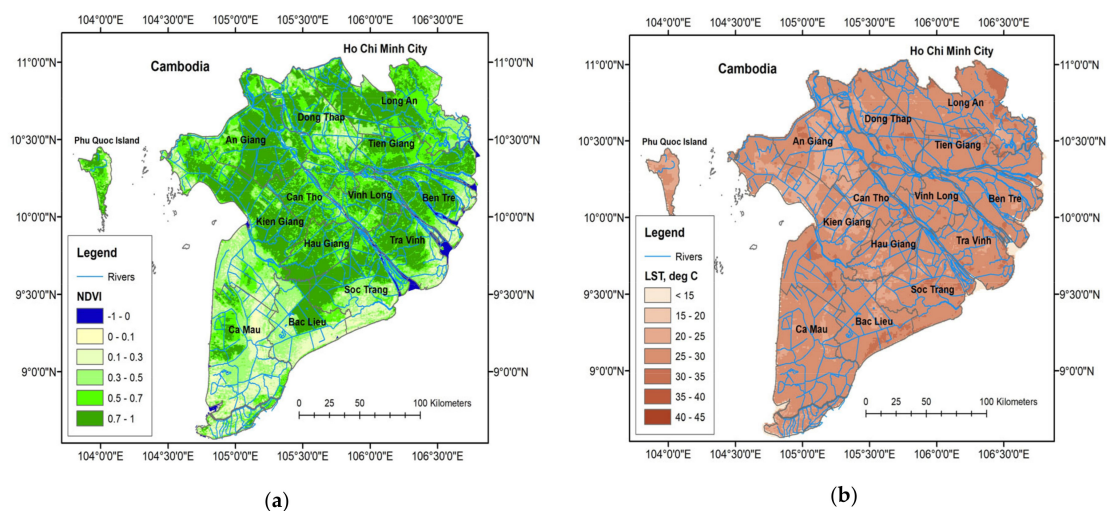 104°0'0"E 104°30'0"E 105°0'0"E 105°30'0"E 106°0'0"E 106°30'0"E
Ho Chi Minh City
11°0'0"N 11°0'0"N
Cambodia
Long An
Dong Thap
10°30'0"N 10°30'0"N
Phu Quoc Island
An Giang
Tien Giang
Can Tho
Vinh Long
Ben Tre
10°0'0"N 10°0'0"N
Kien Giang
Hau Giang
Tra Vinh
Legend
Rivers
9°30'0"N 9°30'0"N
Soc Trang
NDVI
-1 - 0
0 - 0.1
0.1 - 0.3
0.3 - 0.5
0.5 - 0.7
0.7 - 1
Ca Mau
Bac Lieu
9°0'0"N 9°0'0"N
0 25 50 100 Kilometers
104°0'0"E 104°30'0"E 105°0'0"E 105°30'0"E 106°0'0"E 106°30'0"E
(a)
104°0'0"E 104°30'0"E 105°0'0"E 105°30'0"E 106°0'0"E 106°30'0"E
Ho Chi Minh City
11°0'0"N 11°0'0"N
Cambodia
Long An
Dong Thap
10°30'0"N 10°30'0"N
Phu Quoc Island
An Giang
Tien Giang
Can Tho
Vinh Long
Ben Tre
10°0'0"N 10°0'0"N
Kien Giang
Hau Giang
Tra Vinh
Legend
Rivers
9°30'0"N 9°30'0"N
Soc Trang
LST, deg C
< 15
15 - 20
20 - 25
25 - 30
30 - 35
35 - 40
40 - 45
Ca Mau
Bac Lieu
9°0'0"N 9°0'0"N
0 25 50 100 Kilometers
104°0'0"E 104°30'0"E 105°0'0"E 105°30'0"E 106°0'0"E 106°30'0"E
(b)